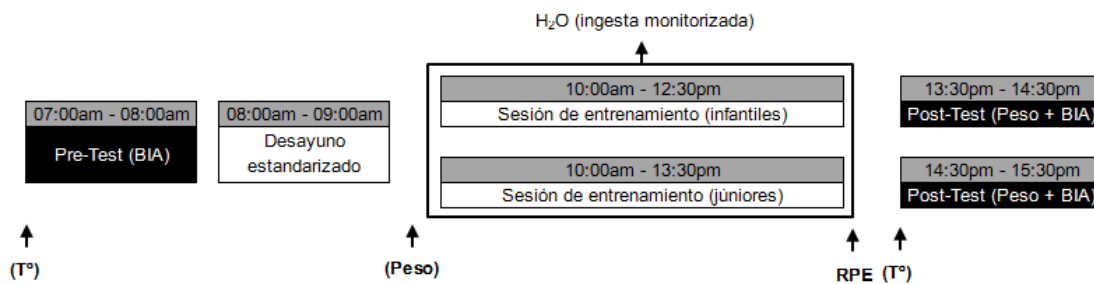 H₂O (ingesta monitorizada)
07:00am - 08:00am
Pre-Test (BIA)
08:00am - 09:00am
Desayuno
estandarizado
10:00am - 12:30pm
Sesión de entrenamiento (infantiles)
10:00am - 13:30pm
Sesión de entrenamiento (júniores)
13:30pm - 14:30pm
Post-Test (Peso + BIA)
14:30pm - 15:30pm
Post-Test (Peso + BIA)
(Tº)
(Peso)
RPE
(Tº)